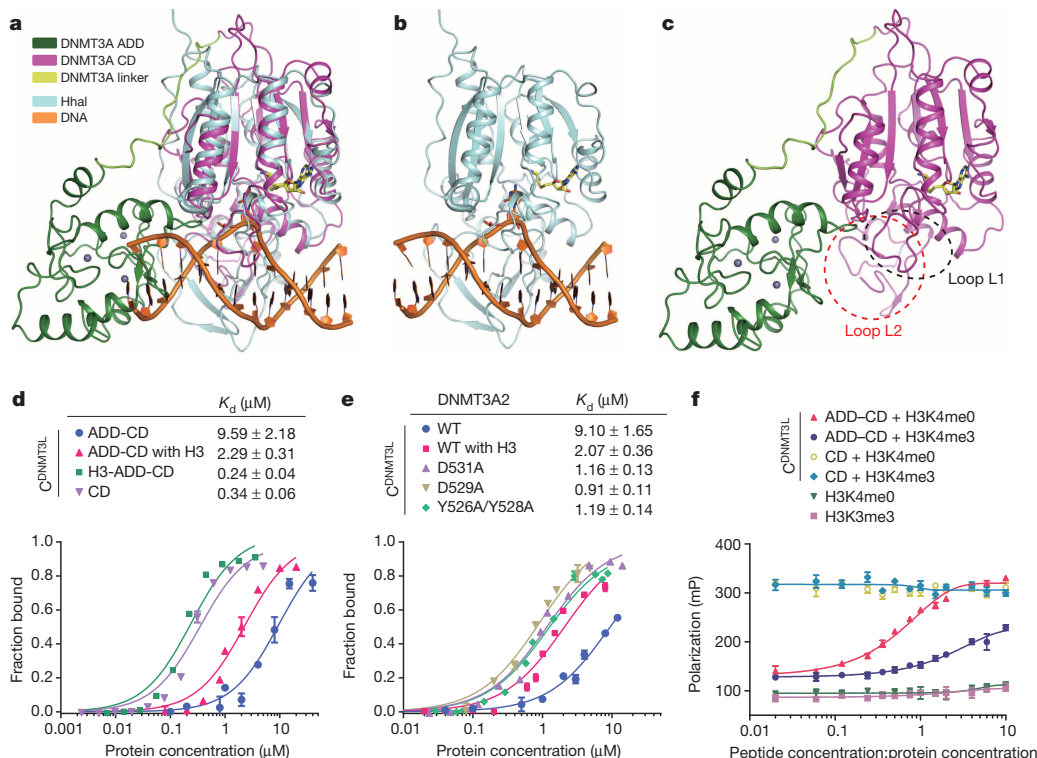 a
DNMT3A ADD
DNMT3A CD
DNMT3A linker
HhaI
DNA
b
c
Loop L1
Loop L2
d
Kd (μM)
C DNMT3L
ADD-CD 9.59 ± 2.18
ADD-CD with H3 2.29 ± 0.31
H3-ADD-CD 0.24 ± 0.04
CD 0.34 ± 0.06
Fraction bound
1.0
0.8
0.6
0.4
0.2
0.0
0.001 0.01 0.1 1 10
Protein concentration (μM)
e
DNMT3A2 Kd (μM)
C DNMT3L
WT 9.10 ± 1.65
WT with H3 2.07 ± 0.36
D531A 1.16 ± 0.13
D529A 0.91 ± 0.11
Y526A/Y528A 1.19 ± 0.14
Fraction bound
1.0
0.8
0.6
0.4
0.2
0.0
0.01 0.1 1 10
Protein concentration (μM)
f
C DNMT3L
ADD–CD + H3K4me0
ADD–CD + H3K4me3
CD + H3K4me0
CD + H3K4me3
H3K4me0
H3K3me3
Polarization (mP)
400
300
200
100
0.01 0.1 1 10
Peptide concentration:protein concentration